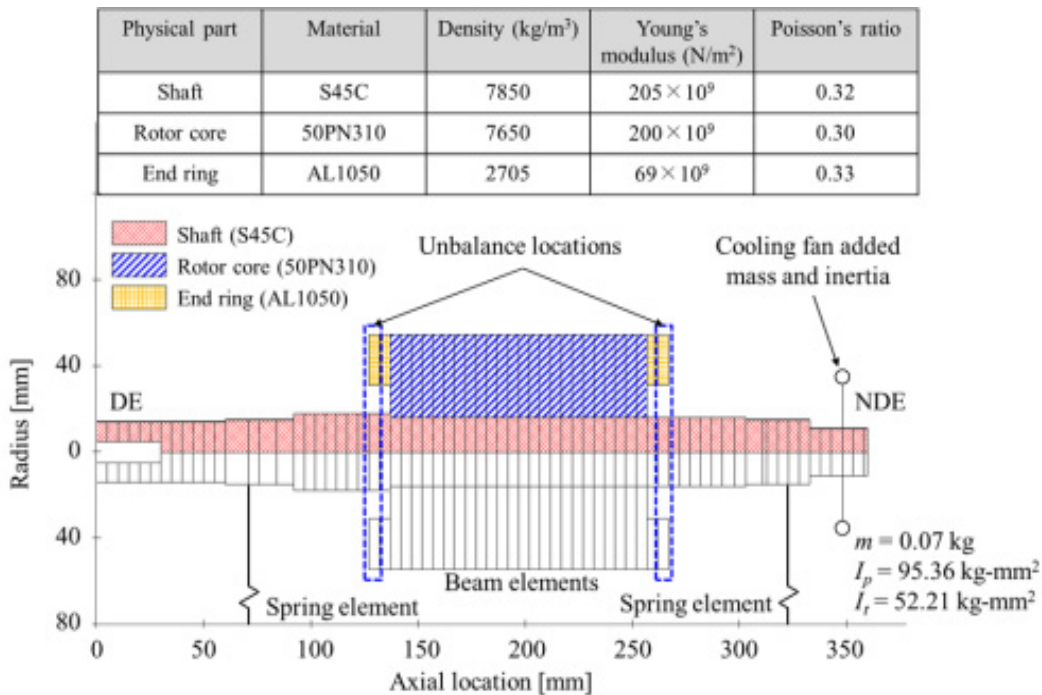 Physical part Material Density (kg/m³) Young's modulus (N/m²) Poisson's ratio
Shaft S45C 7850 205×10⁹ 0.32
Rotor core 50PN310 7650 200×10⁹ 0.30
End ring AL1050 2705 69×10⁹ 0.33
Shaft (S45C)
Rotor core (50PN310)
End ring (AL1050)
Unbalance locations
Cooling fan added
mass and inertia
80
40
0
40
80
Radius [mm]
DE
NDE
m = 0.07 kg
Iₚ = 95.36 kg-mm²
Iₜ = 52.21 kg-mm²
Beam elements
Spring element
Spring element
0 50 100 150 200 250 300 350
Axial location [mm]